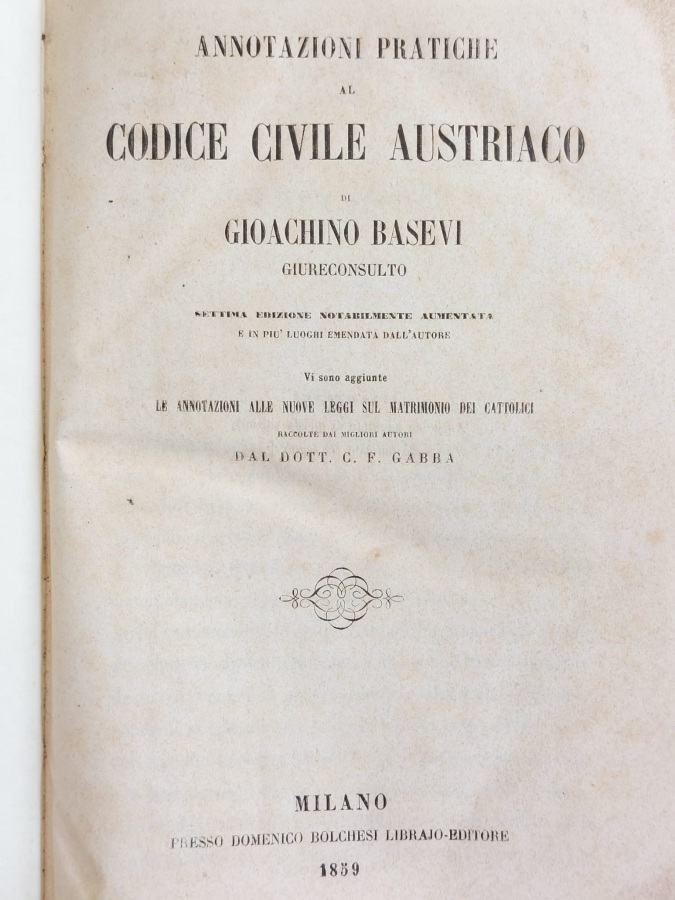 ANNOTAZIONI PRATICHE
AL
CODICE CIVILE AUSTRIACO
DI
GIOACHINO BASEVI
GIURECONSULTO
SETTIMA EDIZIONE NOTABILMENTE AUMENTATA
E IN PIU' LUOGHI EMENDATA DALL'AUTORE
Vi sono aggiunte
LE ANNOTAZIONI ALLE NUOVE LEGGI SUL MATRIMONIO DEI CATTOLICI
RACCOLTE DAI MIGLIORI AUTORI
DAL DOTT. C. F. GABBA
MILANO
PRESSO DOMENICO BOLCHESI LIBRAJO-EDITORE
1859